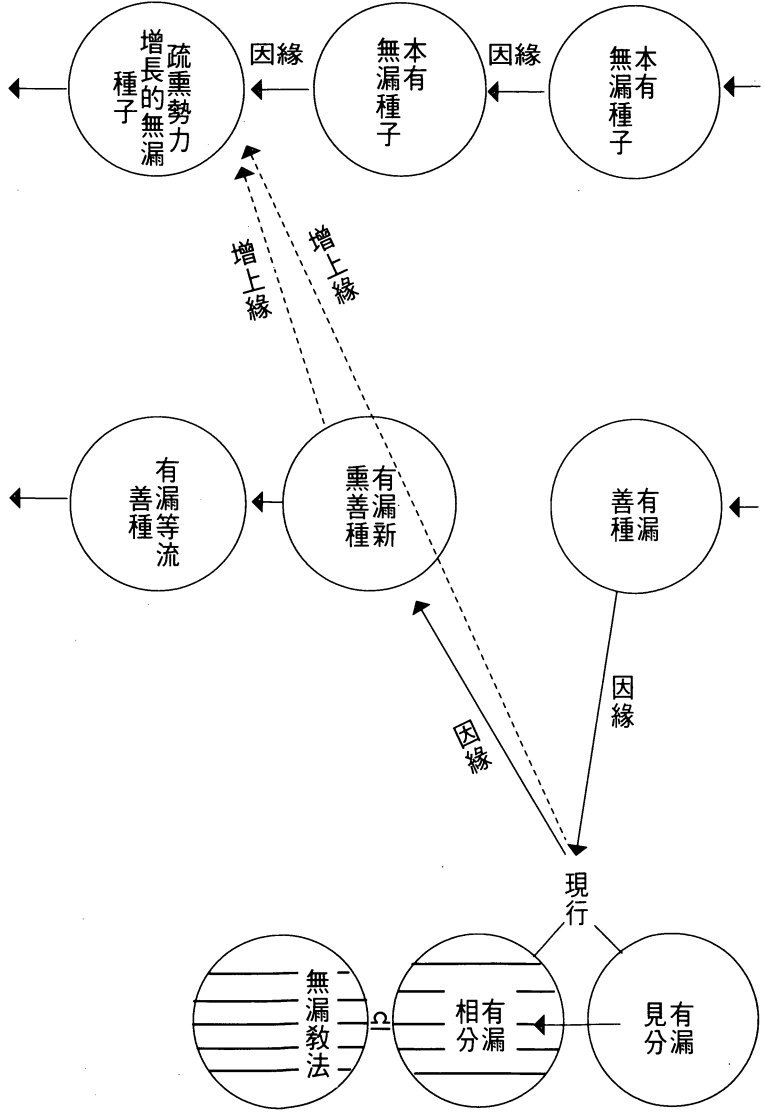 本有
無漏種子
因緣
本有
無漏種子
因緣
疏熏勢力
增長的無漏
種子
增上緣
增上緣
有漏
善種
有漏新
熏善種
有漏等流
善種
因緣
因緣
現行
有漏
見分
有漏
相分
無漏教法